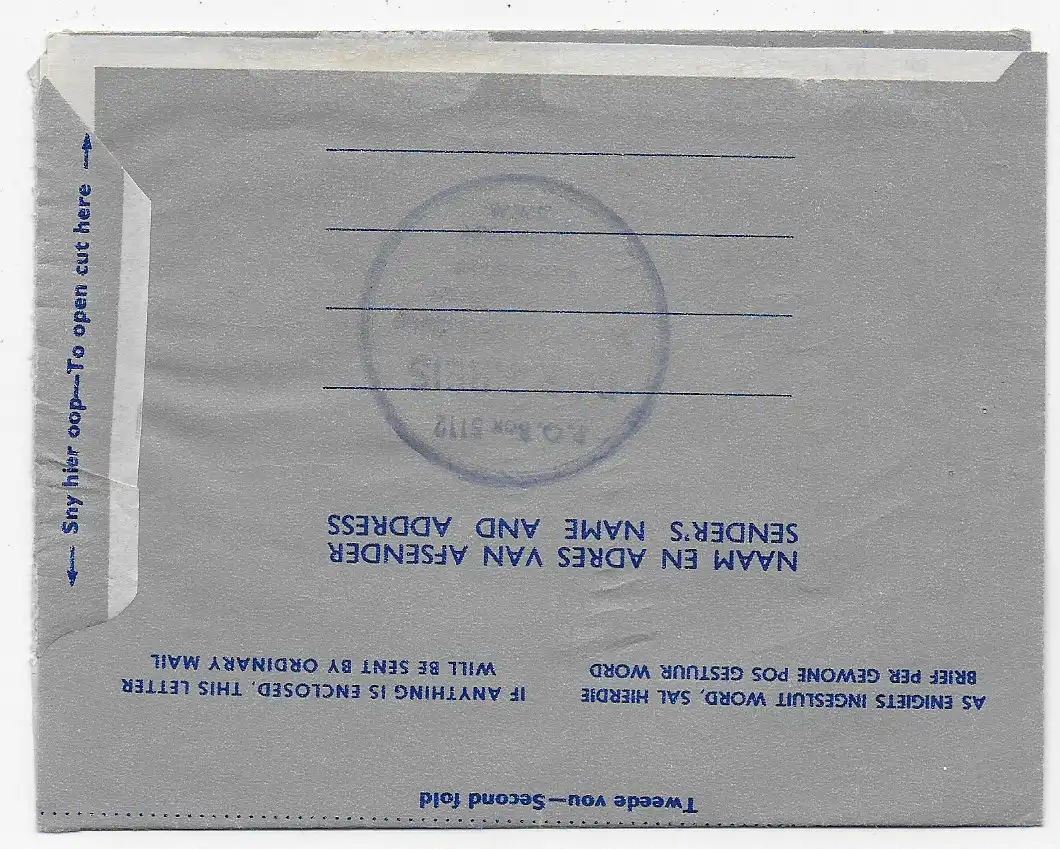 Tweede vou—Second fold
AS ENIGIETS INGESLUIT WORD, SAL HIERDIE
BRIEF PER GEWONE POS GESTUUR WORD
IF ANYTHING IS ENCLOSED, THIS LETTER
WILL BE SENT BY ORDINARY MAIL
NAAM EN ADRES VAN AFSENDER
SENDER'S NAME AND ADDRESS
P.O. Box 5112
Sny hier oop—To open cut here